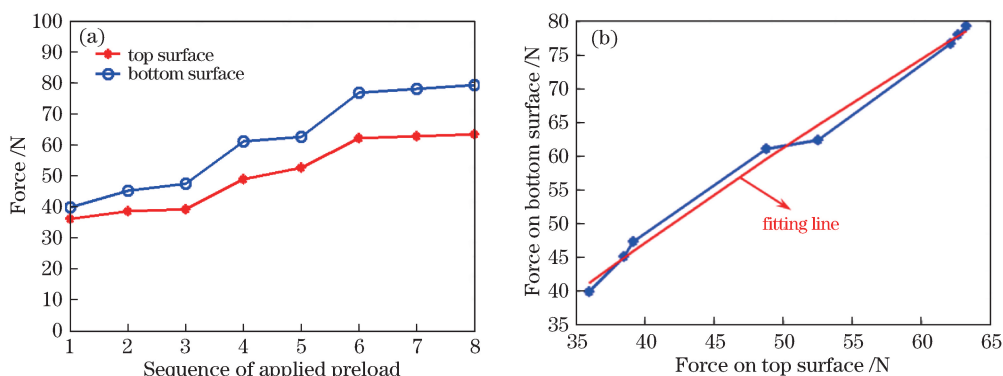 (a)
top surface
bottom surface
Force /N
100
90
80
70
60
50
40
30
20
10
0
1 2 3 4 5 6 7 8
Sequence of applied preload
(b)
fitting line
Force on bottom surface /N
80
75
70
65
60
55
50
45
40
35
35 40 45 50 55 60 65
Force on top surface /N